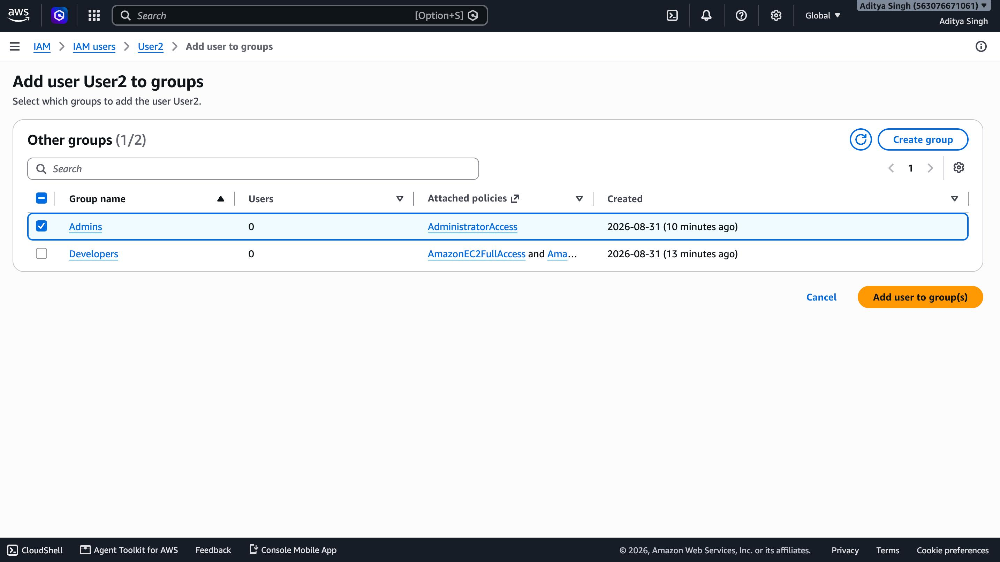 aws
Search [Option+S]
Global
Aditya Singh (563076671061)
Aditya Singh
IAM IAM users User2 Add user to groups
Add user User2 to groups
Select which groups to add the user User2.
Other groups (1/2)
Create group
Search
1
Group name Users Attached policies Created
Admins 0 AdministratorAccess 2026-08-31 (10 minutes ago)
Developers 0 AmazonEC2FullAccess and Ama... 2026-08-31 (13 minutes ago)
Cancel Add user to group(s)
CloudShell Agent Toolkit for AWS Feedback Console Mobile App © 2026, Amazon Web Services, Inc. or its affiliates. Privacy Terms Cookie preferences